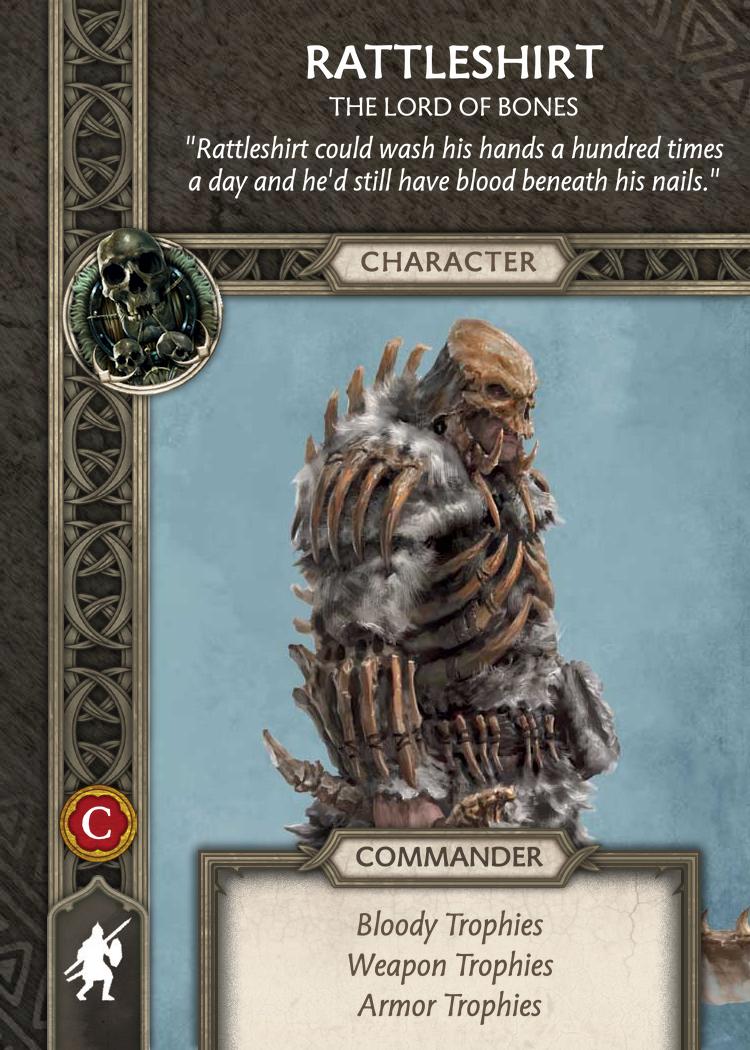 RATTLESHIRT
THE LORD OF BONES
"Rattleshirt could wash his hands a hundred times
a day and he'd still have blood beneath his nails."
CHARACTER
C
COMMANDER
Bloody Trophies
Weapon Trophies
Armor Trophies